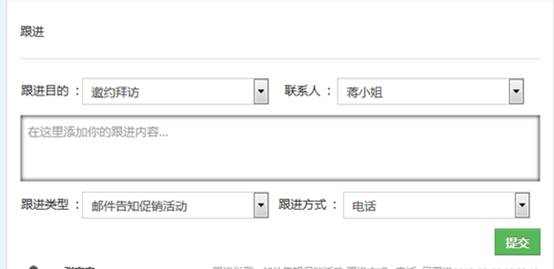 跟进
跟进目的 ： 邀约拜访 联系人 ： 蒋小姐
在这里添加你的跟进内容...
跟进类型 ： 邮件告知促销活动 跟进方式 ： 电话
提交